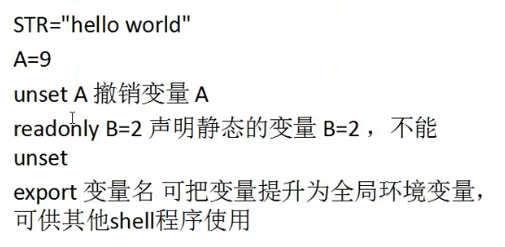 STR="hello world"
A=9
unset A 撤销变量 A
readonly B=2 声明静态的变量 B=2 ，不能
unset
export 变量名 可把变量提升为全局环境变量，
可供其他shell程序使用